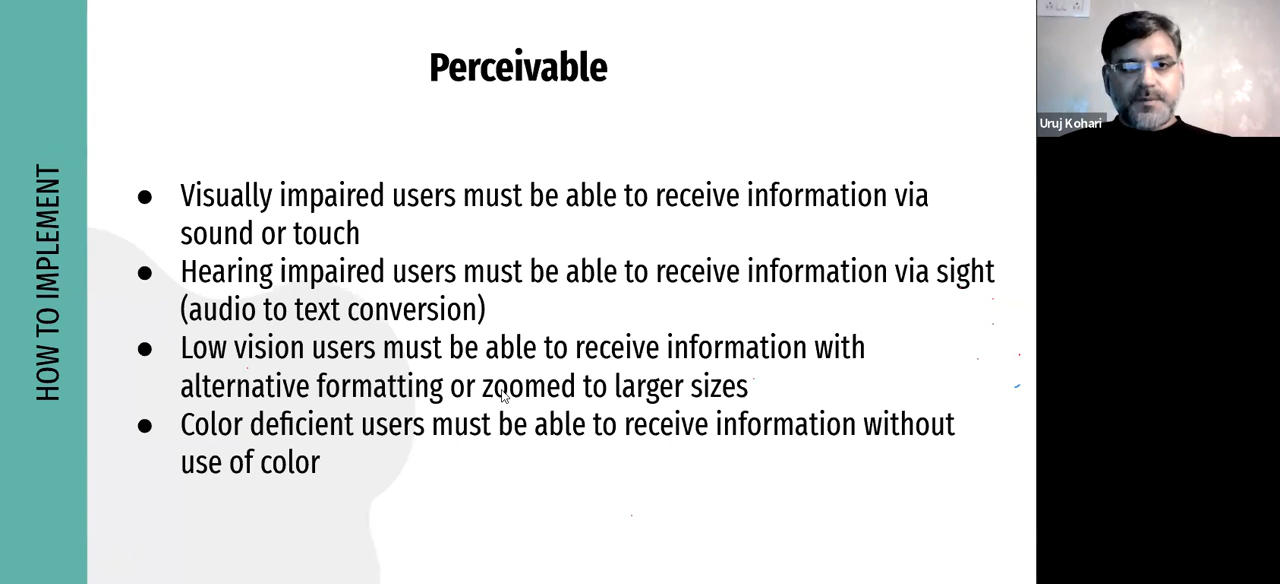 HOW TO IMPLEMENT
Perceivable
● Visually impaired users must be able to receive information via
sound or touch
● Hearing impaired users must be able to receive information via sight
(audio to text conversion)
● Low vision users must be able to receive information with
alternative formatting or zoomed to larger sizes
● Color deficient users must be able to receive information without
use of color
Uruj Kohari